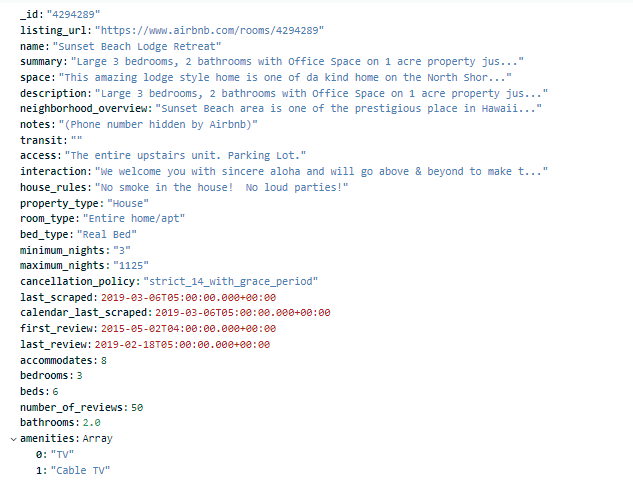 _id: "4294289"
listing_url: "https://www.airbnb.com/rooms/4294289"
name: "Sunset Beach Lodge Retreat"
summary: "Large 3 bedrooms, 2 bathrooms with Office Space on 1 acre property jus..."
space: "This amazing lodge style home is one of da kind home on the North Shor..."
description: "Large 3 bedrooms, 2 bathrooms with Office Space on 1 acre property jus..."
neighborhood_overview: "Sunset Beach area is one of the prestigious place in Hawaii..."
notes: "(Phone number hidden by Airbnb)"
transit: ""
access: "The entire upstairs unit. Parking Lot."
interaction: "We welcome you with sincere aloha and will go above & beyond to make t..."
house_rules: "No smoke in the house!  No loud parties!"
property_type: "House"
room_type: "Entire home/apt"
bed_type: "Real Bed"
minimum_nights: "3"
maximum_nights: "1125"
cancellation_policy: "strict_14_with_grace_period"
last_scraped: 2019-03-06T05:00:00.000+00:00
calendar_last_scraped: 2019-03-06T05:00:00.000+00:00
first_review: 2015-05-02T04:00:00.000+00:00
last_review: 2019-02-18T05:00:00.000+00:00
accommodates: 8
bedrooms: 3
beds: 6
number_of_reviews: 50
bathrooms: 2.0
amenities: Array
0: "TV"
1: "Cable TV"